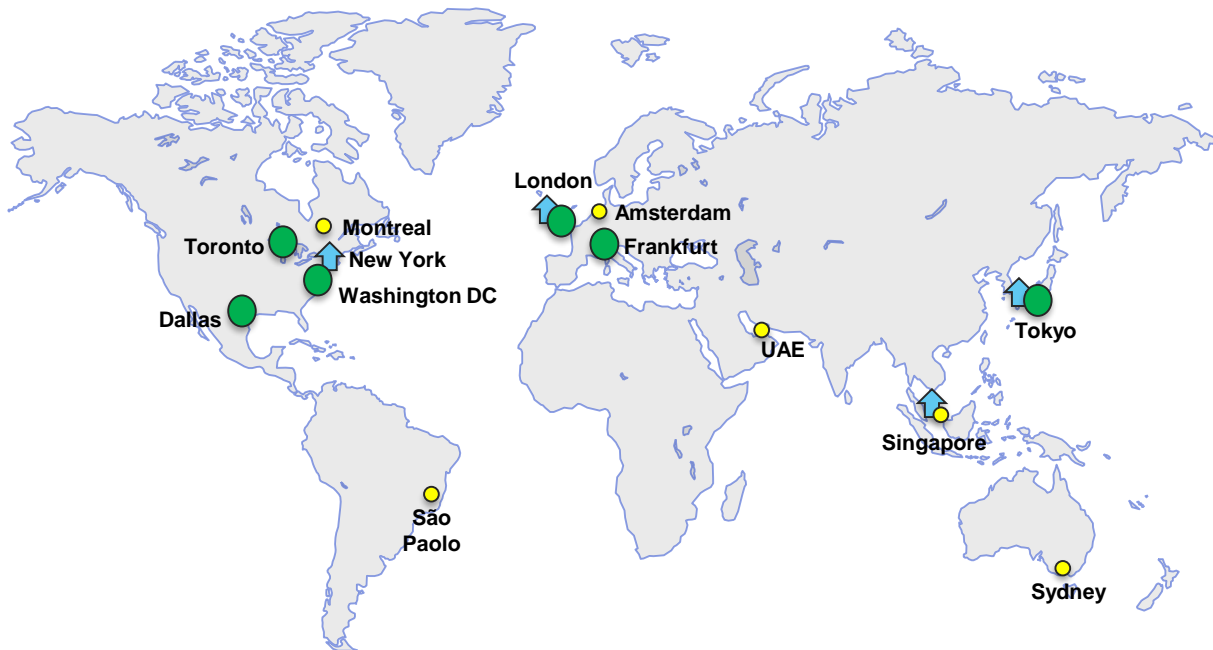 London
Amsterdam
Montreal
Toronto
Frankfurt
New York
Washington DC
Dallas
Tokyo
UAE
Singapore
São
Paolo
Sydney